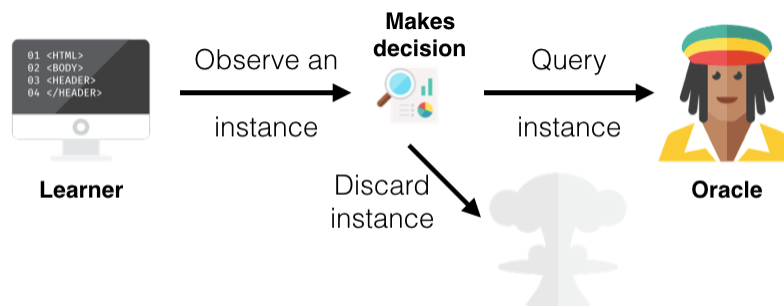 01 <HTML>
02 <BODY>
03 <HEADER>
04 </HEADER>
Learner
Observe an
instance
Makes
decision
Query
instance
Discard
instance
Oracle